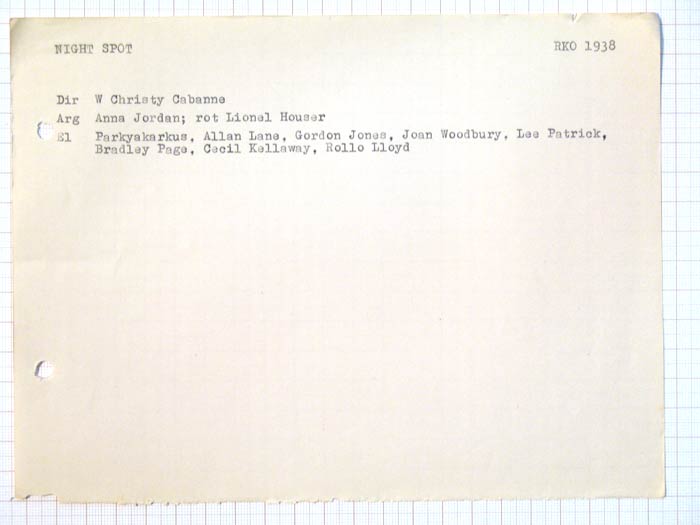 NIGHT SPOT RKO 1938
Dir W Christy Cabanne
Arg Anna Jordan; rot Lionel Houser
El Parkyakarkus, Allan Lane, Gordon Jones, Joan Woodbury, Lee Patrick,
Bradley Page, Cecil Kellaway, Rollo Lloyd